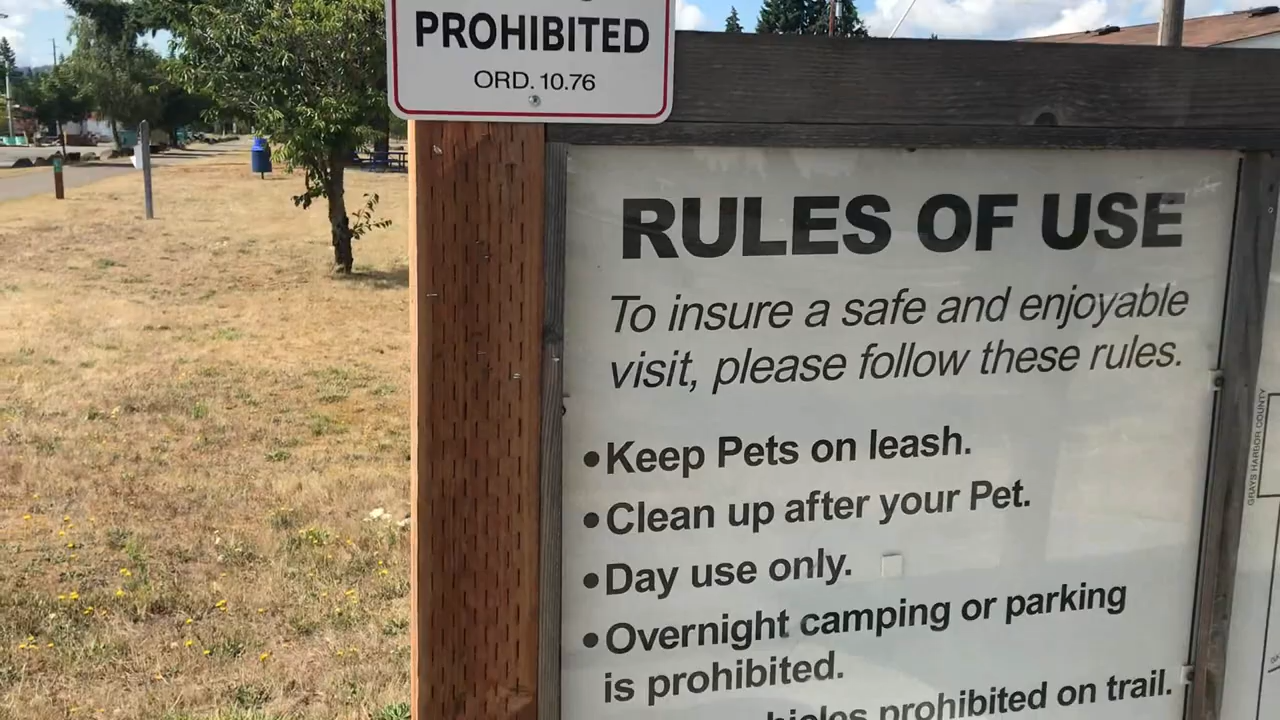 PROHIBITED
ORD. 10.76
RULES OF USE
To insure a safe and enjoyable
visit, please follow these rules.
•Keep Pets on leash.
•Clean up after your Pet.
•Day use only.
•Overnight camping or parking
is prohibited.
prohibited on trail.
GRAYS HARBOR COUNTY